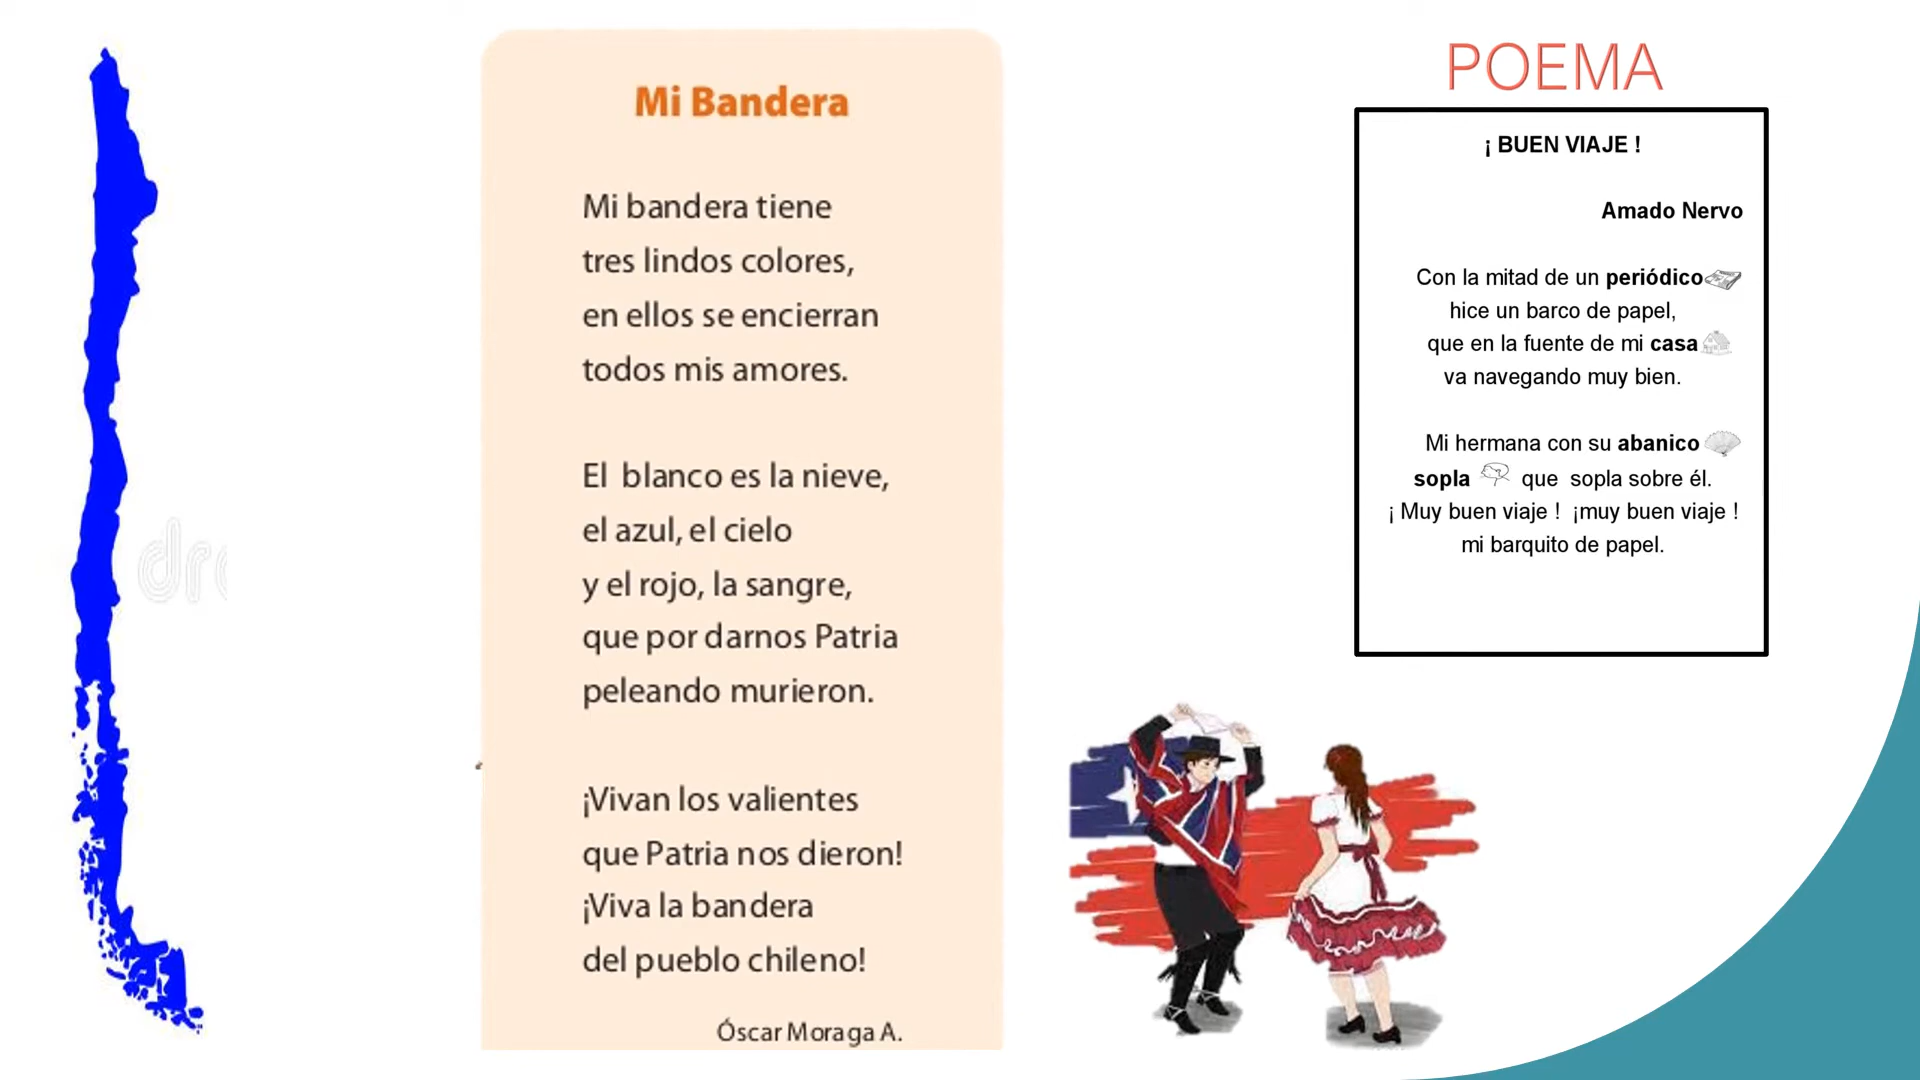 Mi Bandera
Mi bandera tiene
tres lindos colores,
en ellos se encierran
todos mis amores.
El blanco es la nieve,
el azul, el cielo
y el rojo, la sangre,
que por darnos Patria
peleando murieron.
¡Vivan los valientes
que Patria nos dieron!
¡Viva la bandera
del pueblo chileno!
Óscar Moraga A.
POEMA
¡ BUEN VIAJE !
Amado Nervo
Con la mitad de un periódico
hice un barco de papel,
que en la fuente de mi casa
va navegando muy bien.
Mi hermana con su abanico
sopla que sopla sobre él.
¡ Muy buen viaje ! ¡muy buen viaje !
mi barquito de papel.